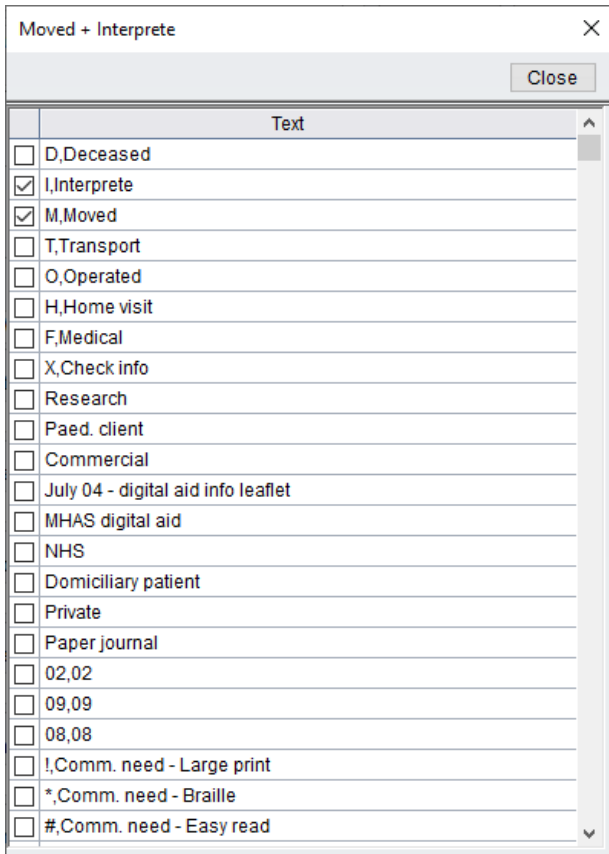 Moved + Interprete
Close
Text
D,Deceased
I,Interprete
M,Moved
T,Transport
O,Operated
H,Home visit
F,Medical
X,Check info
Research
Paed. client
Commercial
July 04 - digital aid info leaflet
MHAS digital aid
NHS
Domiciliary patient
Private
Paper journal
02,02
09,09
08,08
!,Comm. need - Large print
*,Comm. need - Braille
#,Comm. need - Easy read